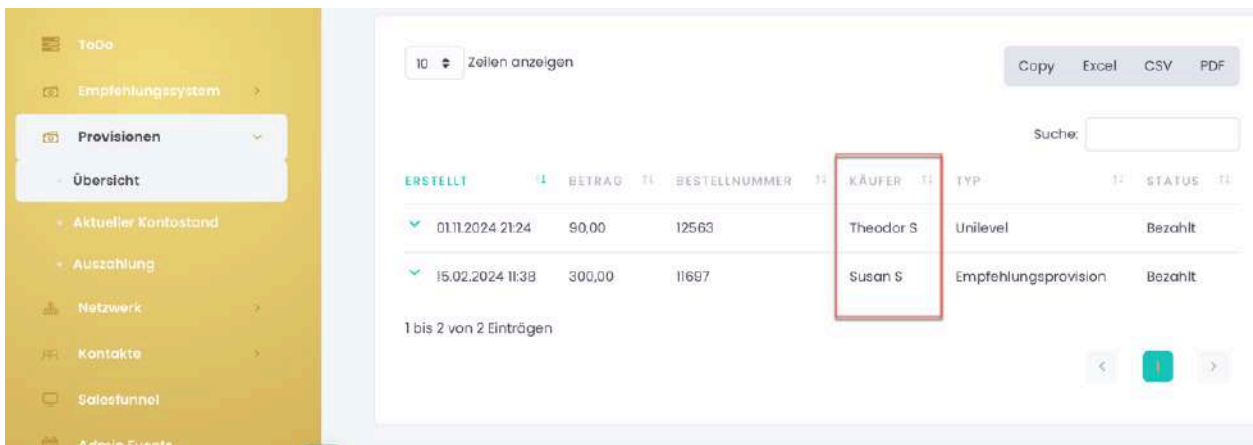 ToDo
Empfehlungssystem
Provisionen
Übersicht
Aktueller Kontostand
Auszahlung
Netzwerk
Kontakte
Salesfunnel
Admin Events
10 Zeilen anzeigen
Copy Excel CSV PDF
Suche:
ERSTELLT BETRAG BESTELLNUMMER KÄUFER TYP STATUS
01.11.2024 21:24 90,00 12563 Theodor S Unilevel Bezahlt
15.02.2024 11:38 300,00 11697 Susan S Empfehlungsprovision Bezahlt
1 bis 2 von 2 Einträgen
1